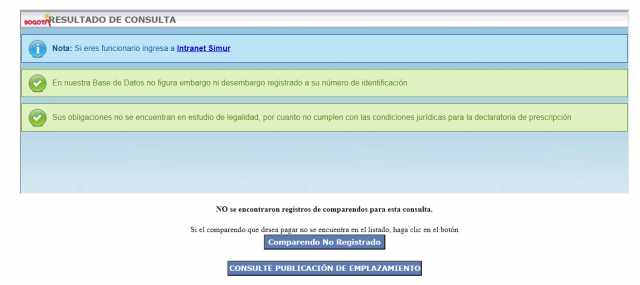 BOGOTÁ RESULTADO DE CONSULTA
Nota: Si eres funcionario ingresa a Intranet Simur
En nuestra Base de Datos no figura embargo ni desembargo registrado a su número de identificación
Sus obligaciones no se encuentran en estudio de legalidad, por cuanto no cumplen con las condiciones jurídicas para la declaratoria de prescripción
NO se encontraron registros de comparendos para esta consulta.
Si el comparendo que desea pagar no se encuentra en el listado, haga clic en el botón
Comparendo No Registrado
CONSULTE PUBLICACIÓN DE EMPLAZAMIENTO